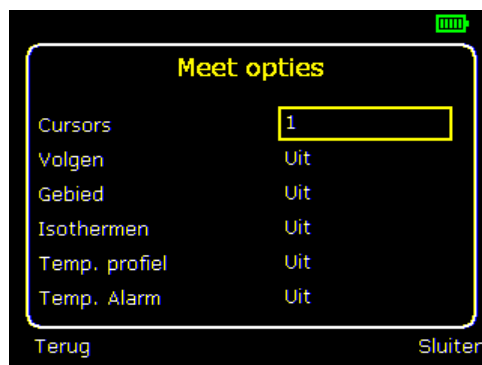 Meet opties
Cursors 1
Volgen Uit
Gebied Uit
Isothermen Uit
Temp. profiel Uit
Temp. Alarm Uit
Terug Sluiten